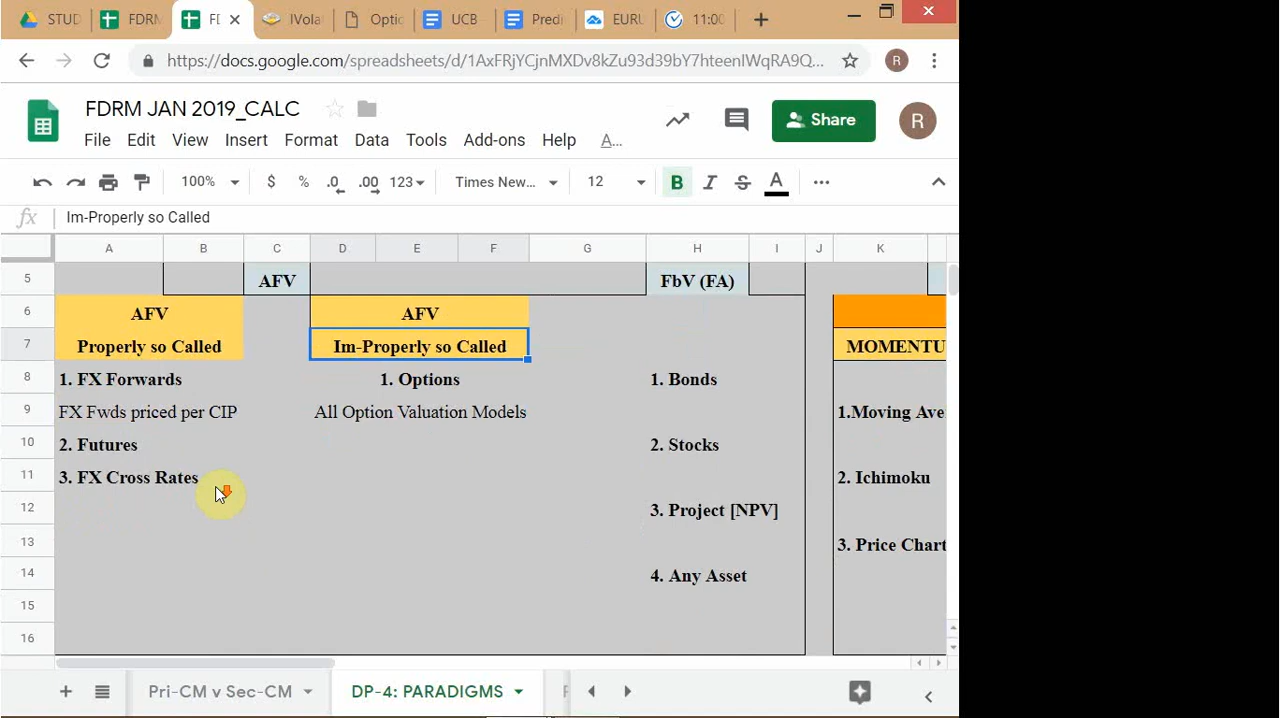 STUD FDRM FD IVola Optic UCB Predi EURU 11:00
https://docs.google.com/spreadsheets/d/1AxFRjYCjnMXDv8kZu93d39bY7hteenIWqRA9Q...
R
FDRM JAN 2019_CALC
Share
R
File Edit View Insert Format Data Tools Add-ons Help A...
100% $ % .0 .00 123 Times New... 12 B I S A ...
fx Im-Properly so Called
A B C D E F G H I J K
5 AFV FbV (FA)
6 AFV AFV
7 Properly so Called Im-Properly so Called MOMENTU
8 1. FX Forwards 1. Options 1. Bonds
9 FX Fwds priced per CIP All Option Valuation Models 1.Moving Ave
10 2. Futures 2. Stocks
11 3. FX Cross Rates 2. Ichimoku
12 3. Project [NPV]
13 3. Price Chart
14 4. Any Asset
15
16
+ Pri-CM v Sec-CM DP-4: PARADIGMS